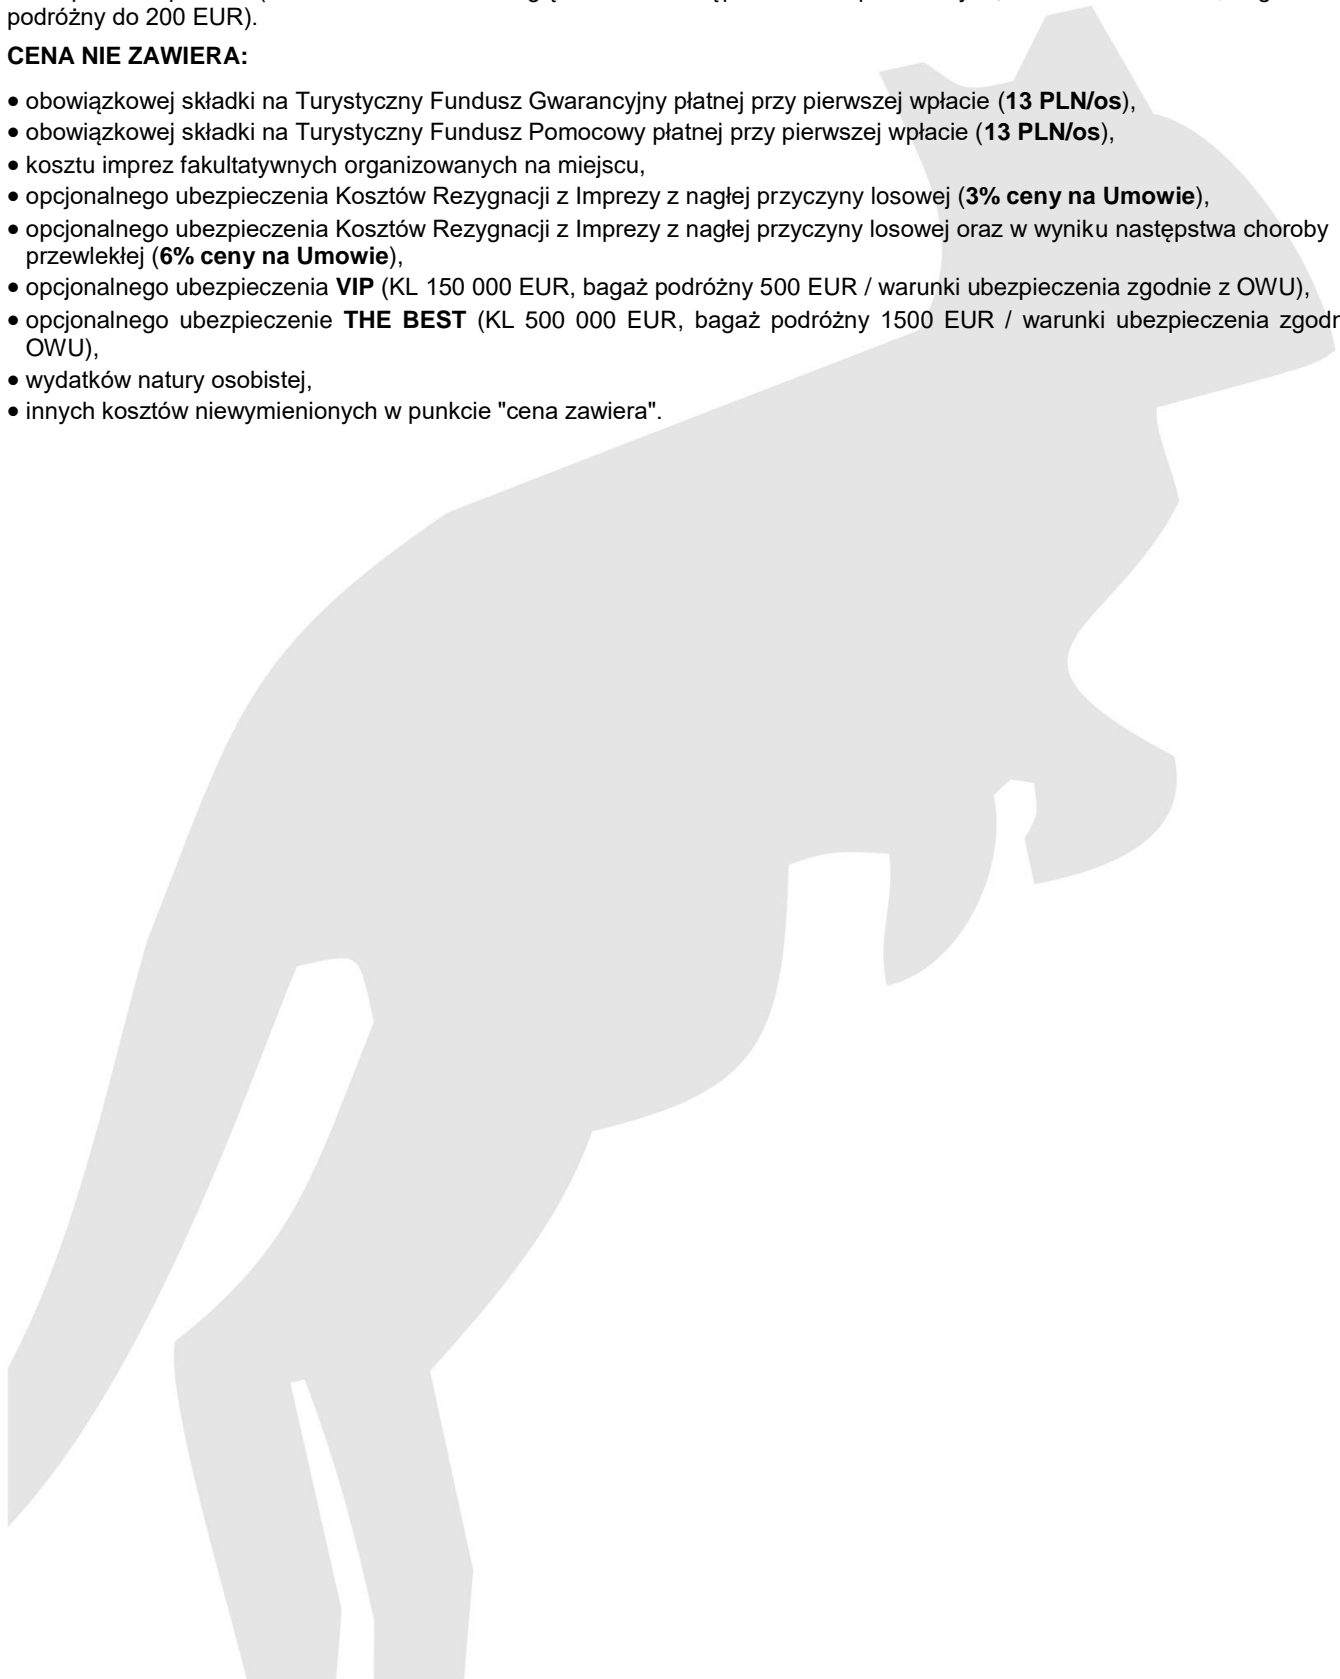 podróżny do 200 EUR).
CENA NIE ZAWIERA:
• obowiązkowej składki na Turystyczny Fundusz Gwarancyjny płatnej przy pierwszej wpłacie (13 PLN/os),
• obowiązkowej składki na Turystyczny Fundusz Pomocowy płatnej przy pierwszej wpłacie (13 PLN/os),
• kosztu imprez fakultatywnych organizowanych na miejscu,
• opcjonalnego ubezpieczenia Kosztów Rezygnacji z Imprezy z nagłej przyczyny losowej (3% ceny na Umowie),
• opcjonalnego ubezpieczenia Kosztów Rezygnacji z Imprezy z nagłej przyczyny losowej oraz w wyniku następstwa choroby
przewlekłej (6% ceny na Umowie),
• opcjonalnego ubezpieczenia VIP (KL 150 000 EUR, bagaż podróżny 500 EUR / warunki ubezpieczenia zgodnie z OWU),
• opcjonalnego ubezpieczenie THE BEST (KL 500 000 EUR, bagaż podróżny 1500 EUR / warunki ubezpieczenia
OWU),
• wydatków natury osobistej,
• innych kosztów niewymienionych w punkcie "cena zawiera".